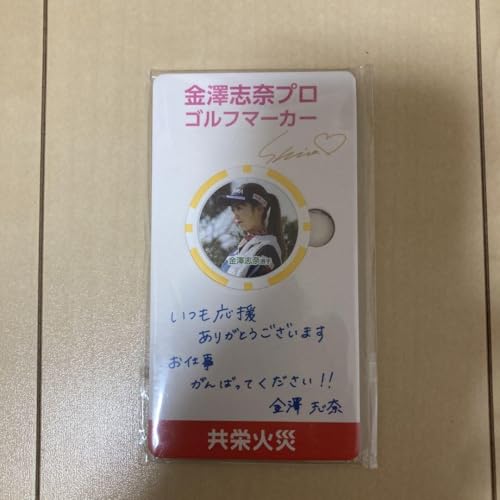 金澤志奈プロ
ゴルフマーカー
Shina♡
金澤志奈
いつも応援
ありがとうございます
お仕事
がんばってください!!
金澤 志奈
共栄火災